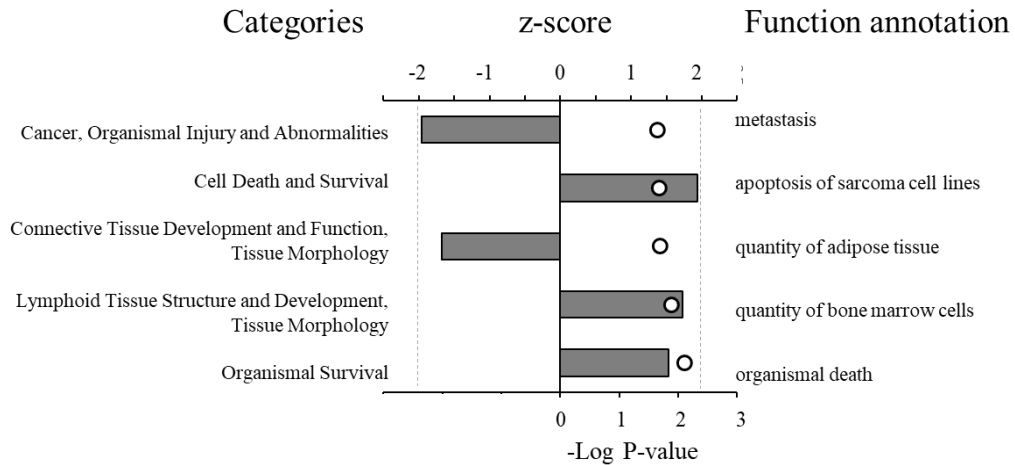 Categories z-score Function annotation
-2 -1 0 1 2
Cancer, Organismal Injury and Abnormalities metastasis
Cell Death and Survival apoptosis of sarcoma cell lines
Connective Tissue Development and Function,
Tissue Morphology quantity of adipose tissue
Lymphoid Tissue Structure and Development,
Tissue Morphology quantity of bone marrow cells
Organismal Survival organismal death
0 1 2 3
-Log P-value